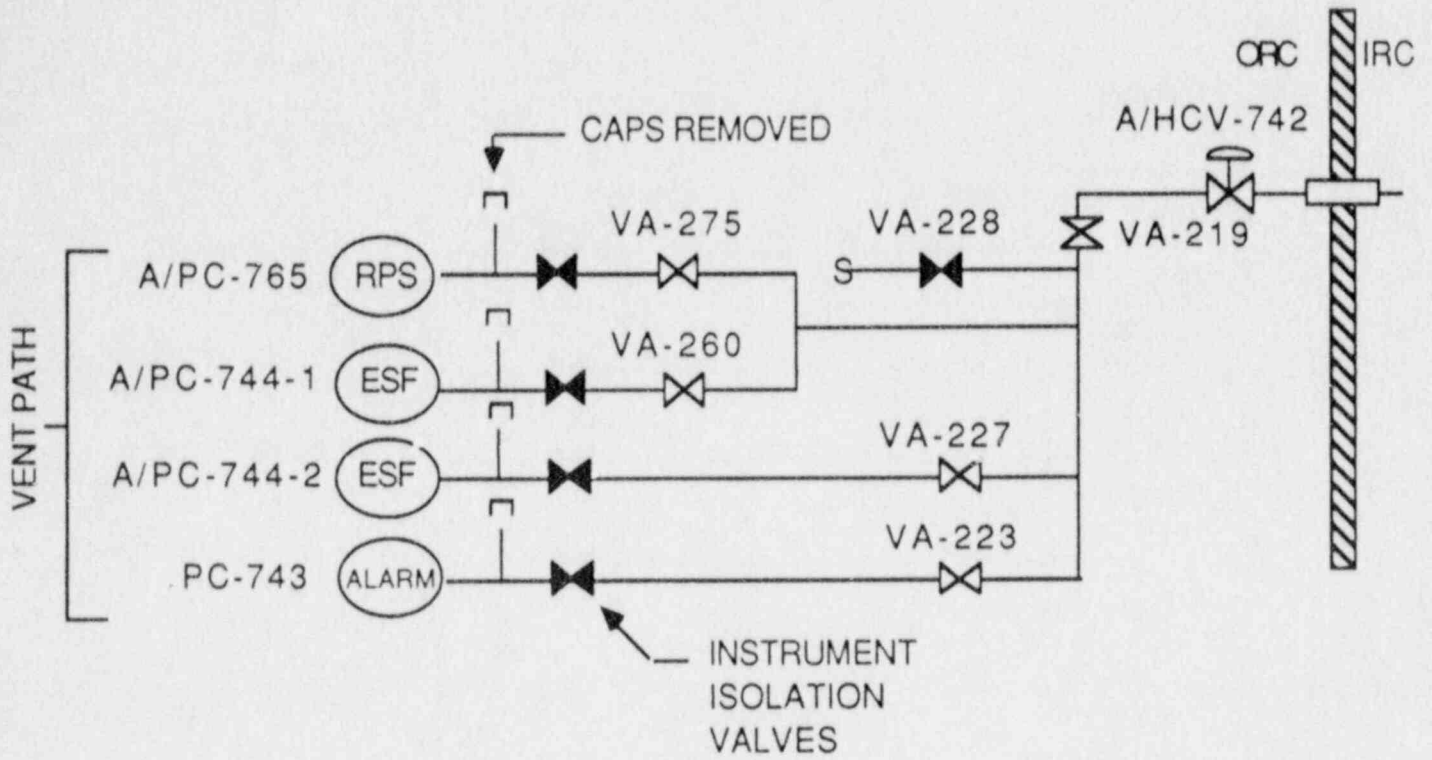 ORC
IRC
A/HCV-742
CAPS REMOVED
VA-275
VA-228
VA-219
A/PC-765
RPS
S
VA-260
A/PC-744-1
ESF
VA-227
A/PC-744-2
ESF
VA-223
PC-743
ALARM
VENT PATH
INSTRUMENT
ISOLATION
VALVES